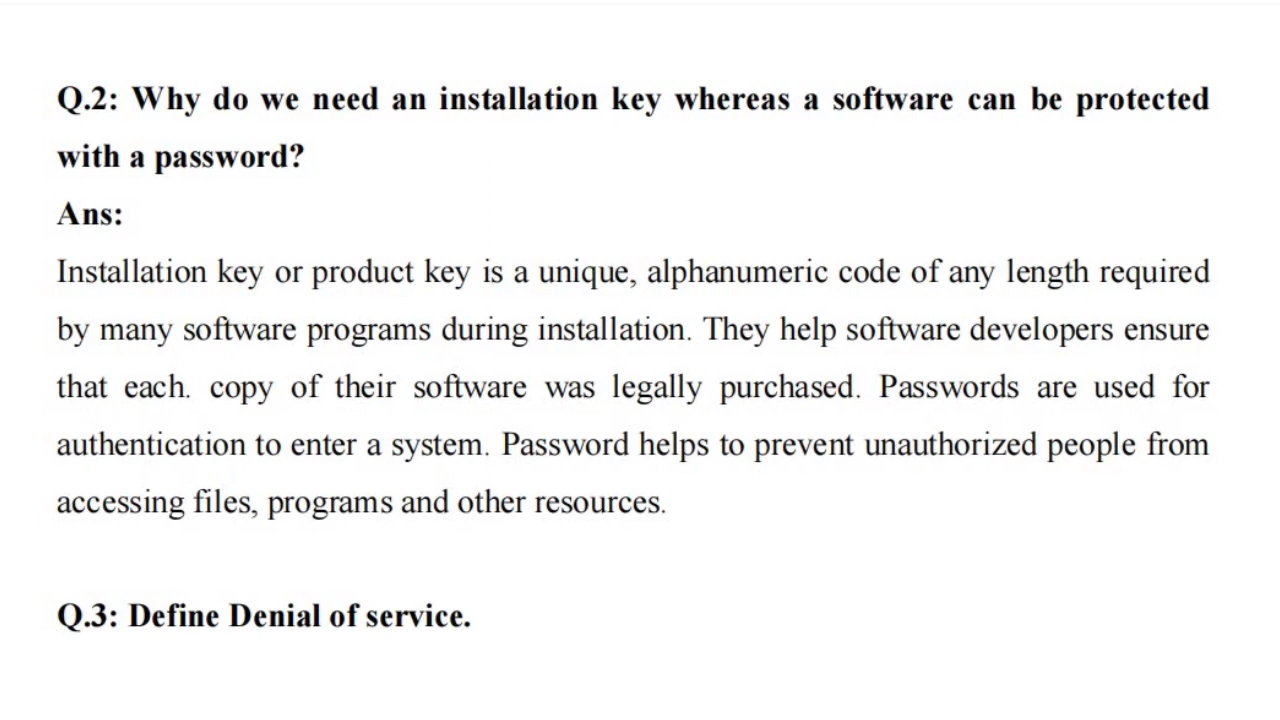 Q.2: Why do we need an installation key whereas a software can be protected
with a password?
Ans:
Installation key or product key is a unique, alphanumeric code of any length required
by many software programs during installation. They help software developers ensure
that each. copy of their software was legally purchased. Passwords are used for
authentication to enter a system. Password helps to prevent unauthorized people from
accessing files, programs and other resources.
Q.3: Define Denial of service.